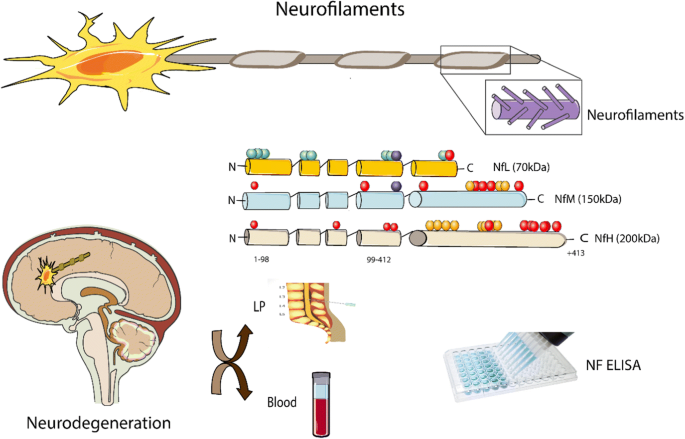 Neurofilaments
Neurofilaments
N C NfL (70kDa)
N C NfM (150kDa)
N C NfH (200kDa)
1-98 99-412 +413
LP
Blood
NF ELISA
Neurodegeneration